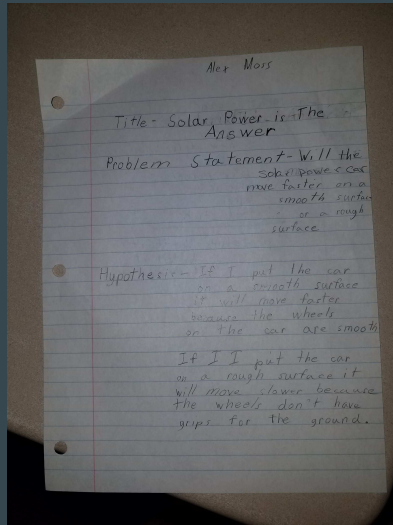 Alex Moss
Title - Solar Power is The
Answer
Problem Statement - Will the
solar power car
move faster on a
smooth surface
or a rough
surface
Hypothesis - If I put the car
on a smooth surface
it will move faster
because the wheels
on the car are smooth
If I I put the car
on a rough surface it
will move slower because
the wheels don't have
grips for the ground.